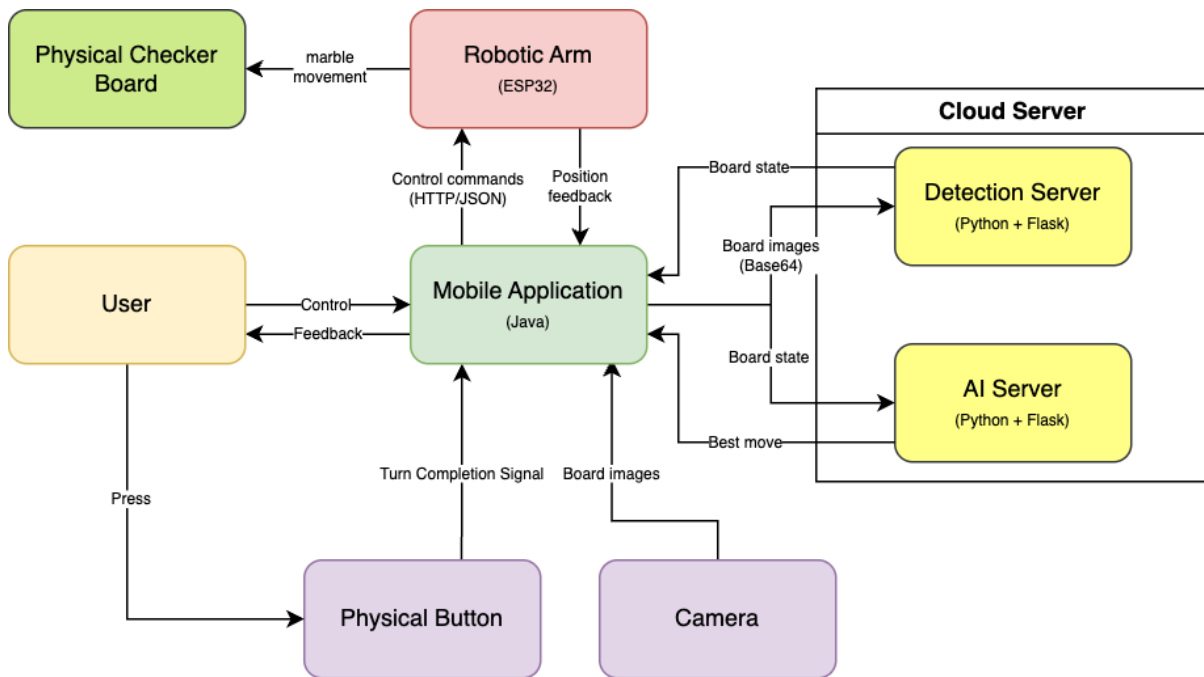 Physical Checker
Board
marble
movement
Robotic Arm
(ESP32)
Cloud Server
Control commands
(HTTP/JSON)
Position
feedback
Board state
Detection Server
(Python + Flask)
Board images
(Base64)
User
Control
Feedback
Mobile Application
(Java)
Board state
AI Server
(Python + Flask)
Best move
Press
Turn Completion Signal
Board images
Physical Button
Camera